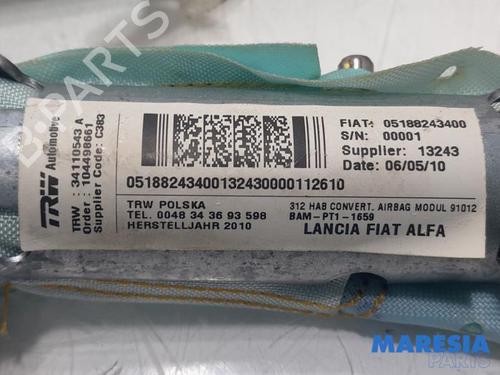 TRW Automotive
TRW : 34110543 A
Order : 104498661
Supplier Code: C3B3
FIAT: 05188243400
S/N: 00001
Supplier: 13243
Date: 06/05/10
05188243400132430000112610
TRW POLSKA
TEL. 0048 34 36 93 598
HERSTELLJAHR 2010
312 HAB CONVERT. AIRBAG MODUL 91012
BAM-PT1-1659
LANCIA FIAT ALFA
B-PARTS
MARESIA
PARTS